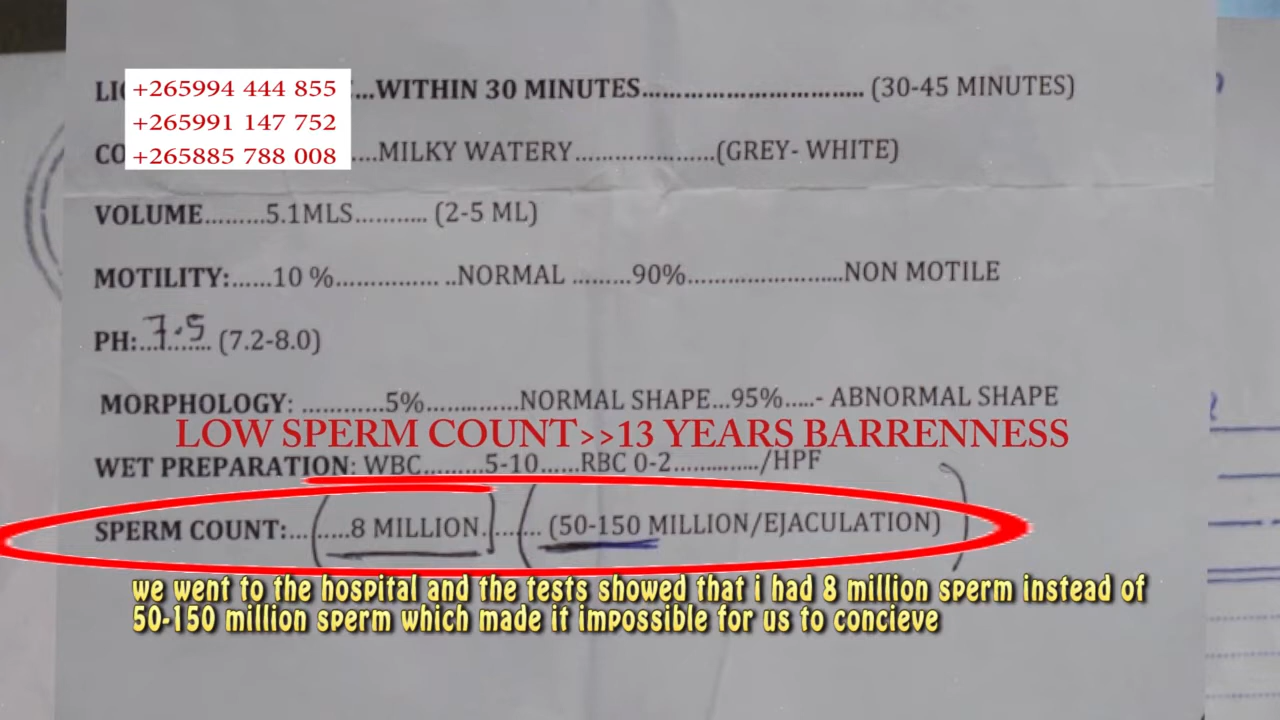 +265994 444 855
+265991 147 752
+265885 788 008
LI ...WITHIN 30 MINUTES.................................. (30-45 MINUTES)
CO ....MILKY WATERY.....................(GREY- WHITE)
VOLUME.........5.1MLS........... (2-5 ML)
MOTILITY:......10 %................ ..NORMAL .........90%.........................NON MOTILE
PH:...7.5...... (7.2-8.0)
MORPHOLOGY: ............5%..............NORMAL SHAPE...95%.....- ABNORMAL SHAPE
LOW SPERM COUNT>>13 YEARS BARRENNESS
WET PREPARATION: WBC.........5-10......RBC 0-2............./HPF
SPERM COUNT:...(.....8 MILLION.)........ (50-150 MILLION/EJACULATION)
we went to the hospital and the tests showed that i had 8 million sperm instead of
50-150 million sperm which made it impossible for us to concieve